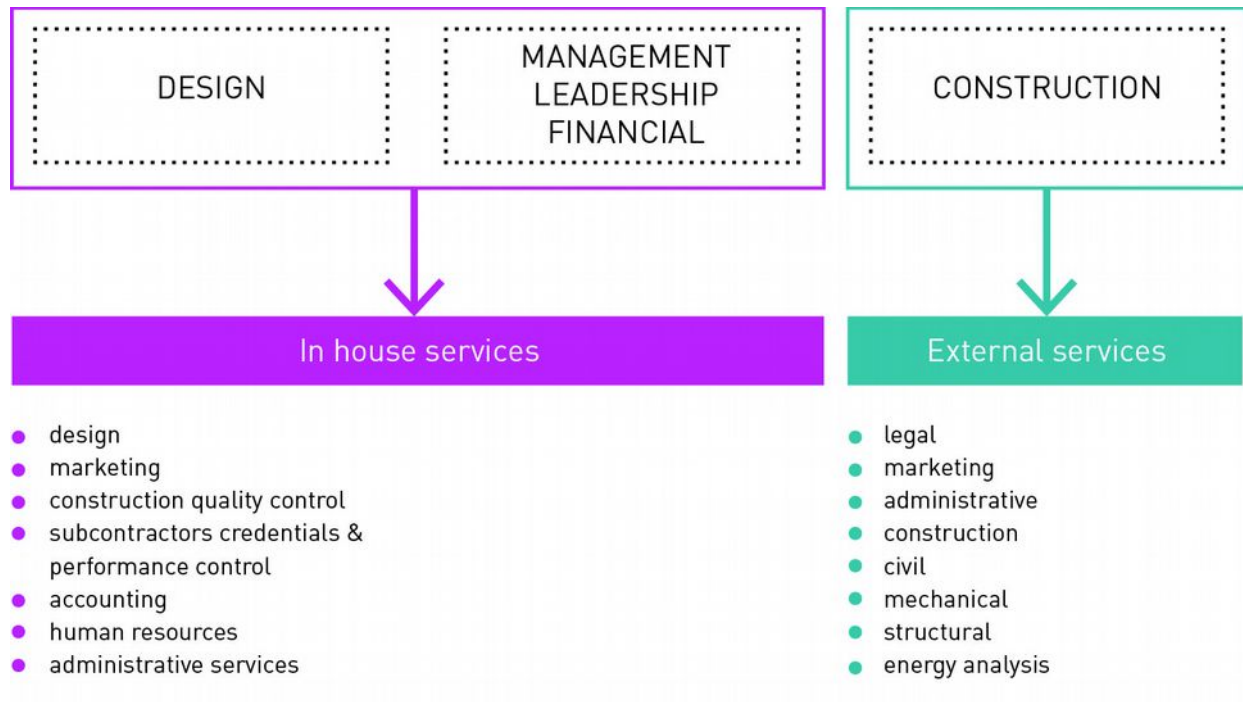 DESIGN
MANAGEMENT
LEADERSHIP
FINANCIAL
CONSTRUCTION
In house services
External services
design
marketing
construction quality control
subcontractors credentials &
performance control
accounting
human resources
administrative services
legal
marketing
administrative
construction
civil
mechanical
structural
energy analysis